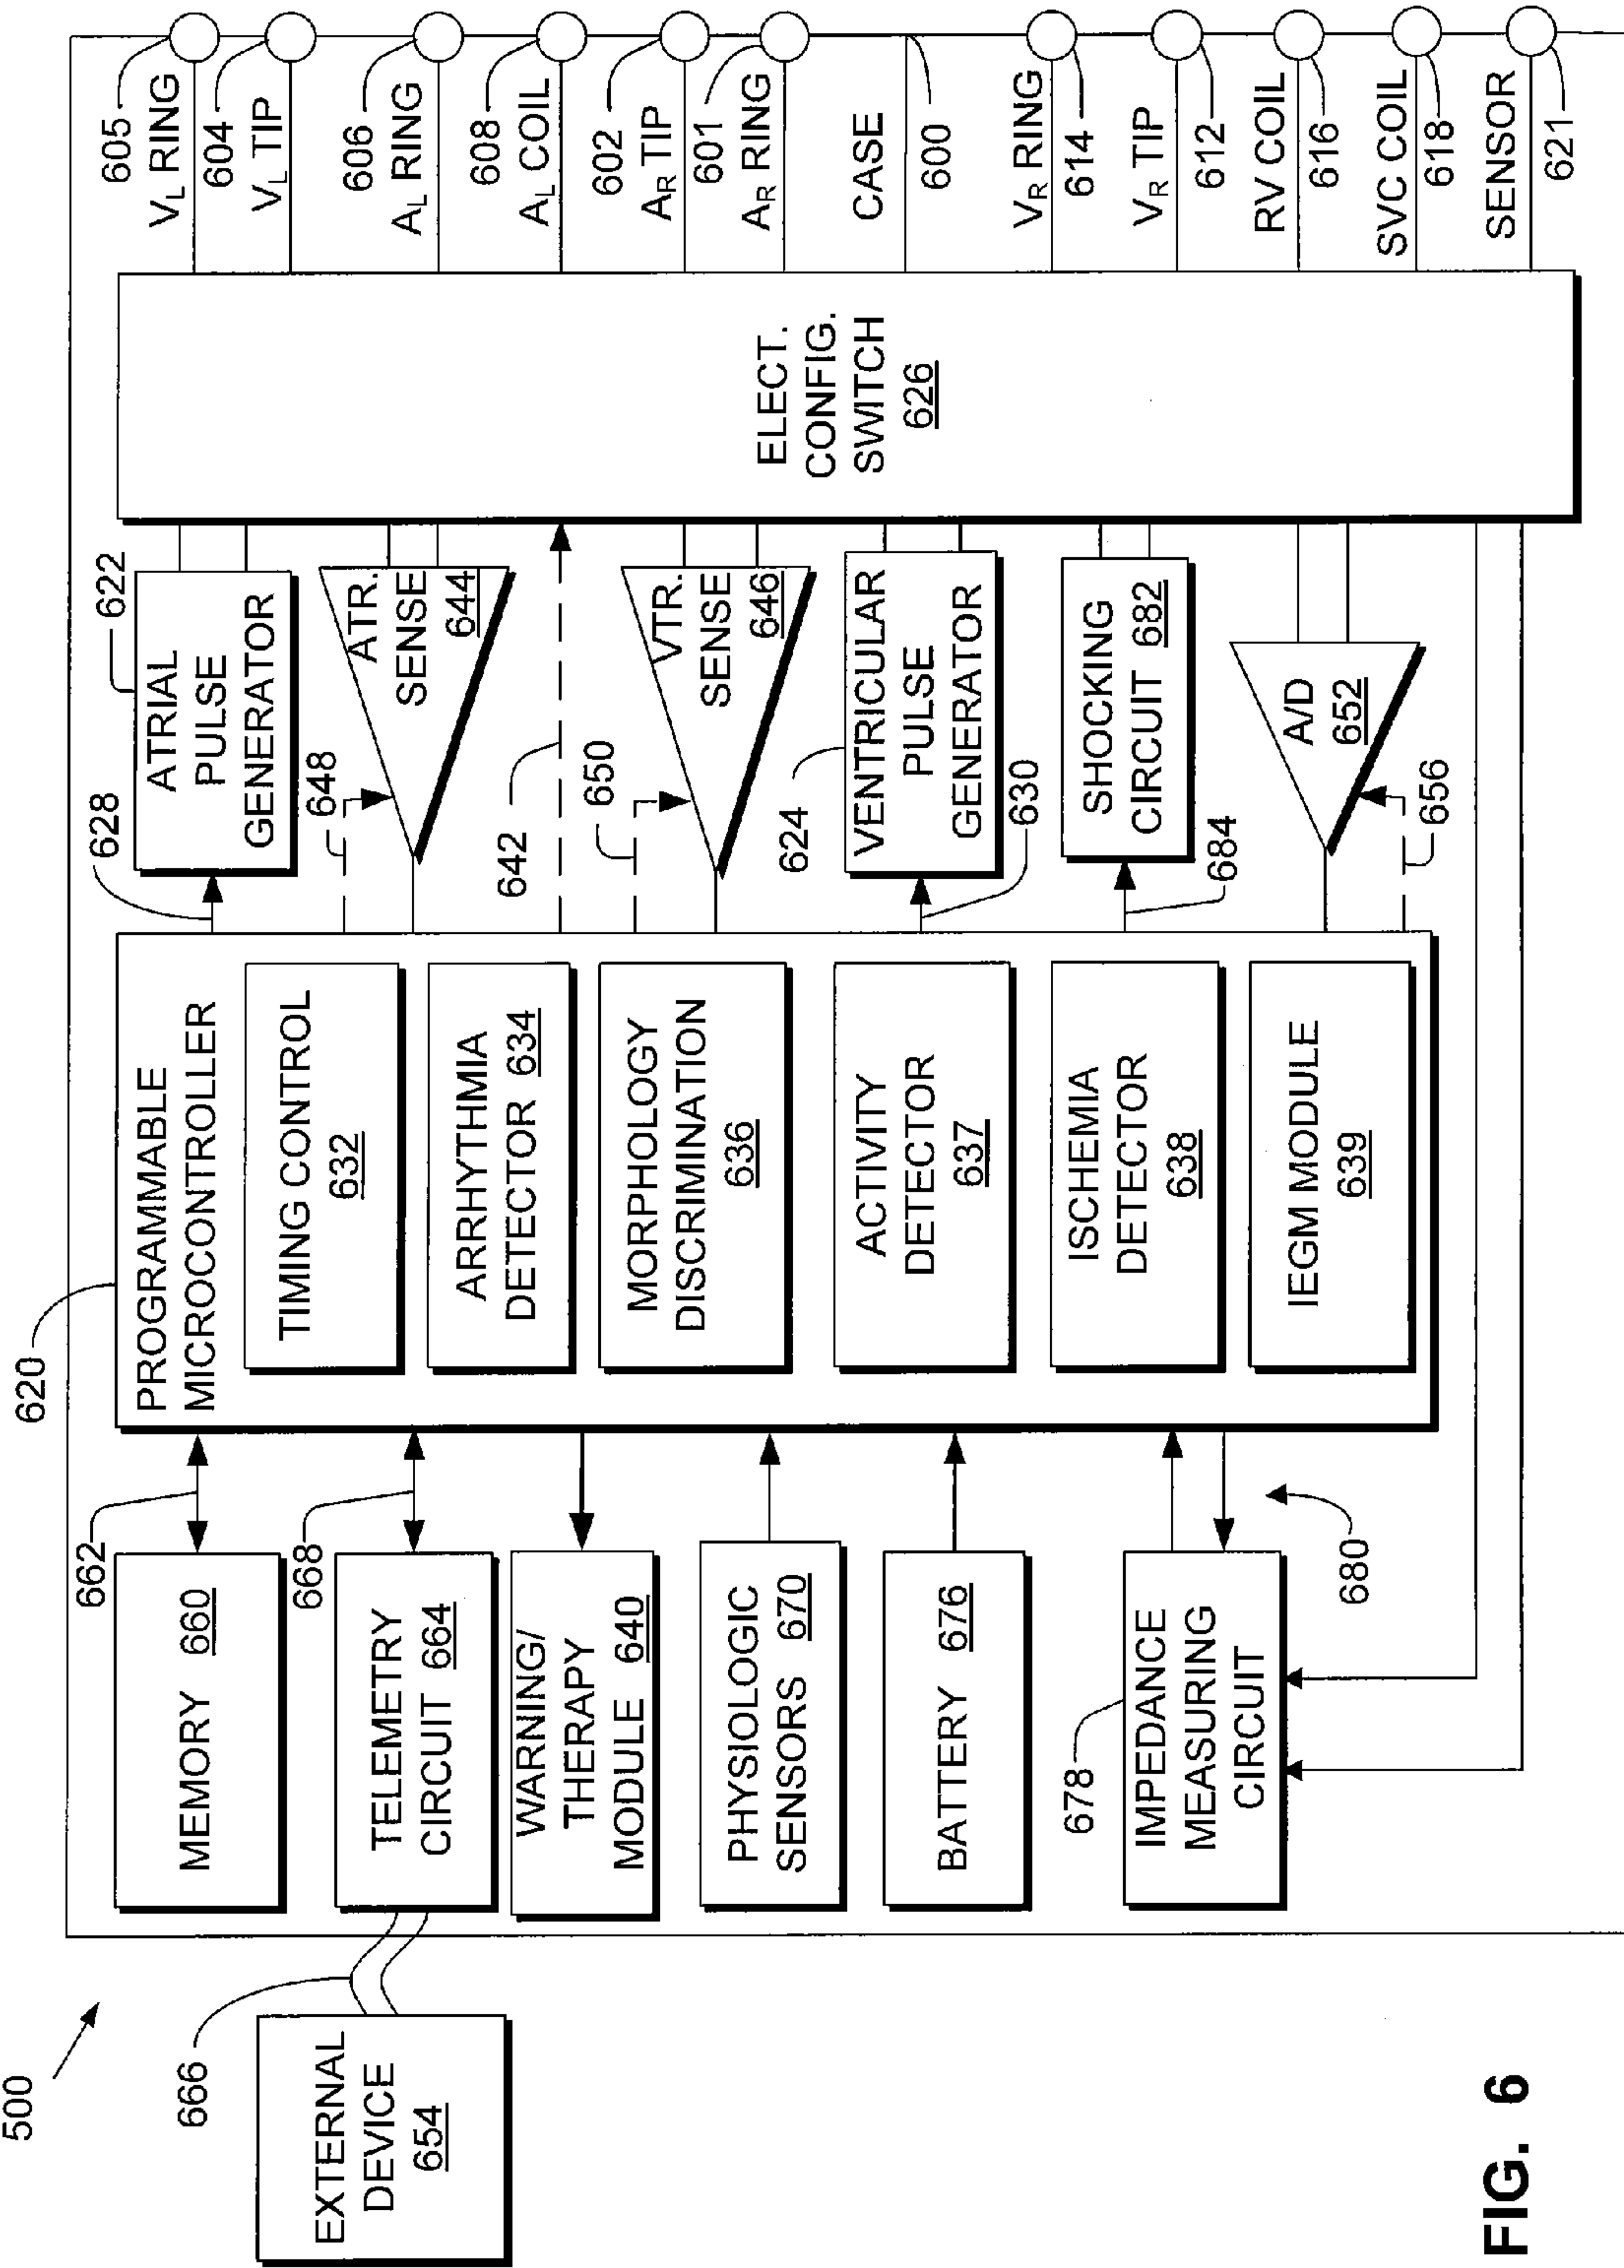 500
666
EXTERNAL
DEVICE
654
662
MEMORY 660
668
TELEMETRY
CIRCUIT 664
WARNING/
THERAPY
MODULE 640
PHYSIOLOGIC
SENSORS 670
BATTERY 676
678
IMPEDANCE
MEASURING
CIRCUIT
680
620
PROGRAMMABLE
MICROCONTROLLER
TIMING CONTROL
632
ARRHYTHMIA
DETECTOR 634
MORPHOLOGY
DISCRIMINATION
636
ACTIVITY
DETECTOR
637
ISCHEMIA
DETECTOR
638
IEGM MODULE
639
628
622
ATRIAL
PULSE
GENERATOR
648
ATR.
SENSE
644
642
650
VTR.
SENSE
646
624
VENTRICULAR
PULSE
GENERATOR
630
SHOCKING
CIRCUIT 682
684
A/D
652
656
ELECT.
CONFIG.
SWITCH
626
605
VL RING
604
VL TIP
606
AL RING
608
AL COIL
602
AR TIP
601
AR RING
CASE
600
VR RING
614
VR TIP
612
RV COIL
616
SVC COIL
618
SENSOR
621
FIG. 6